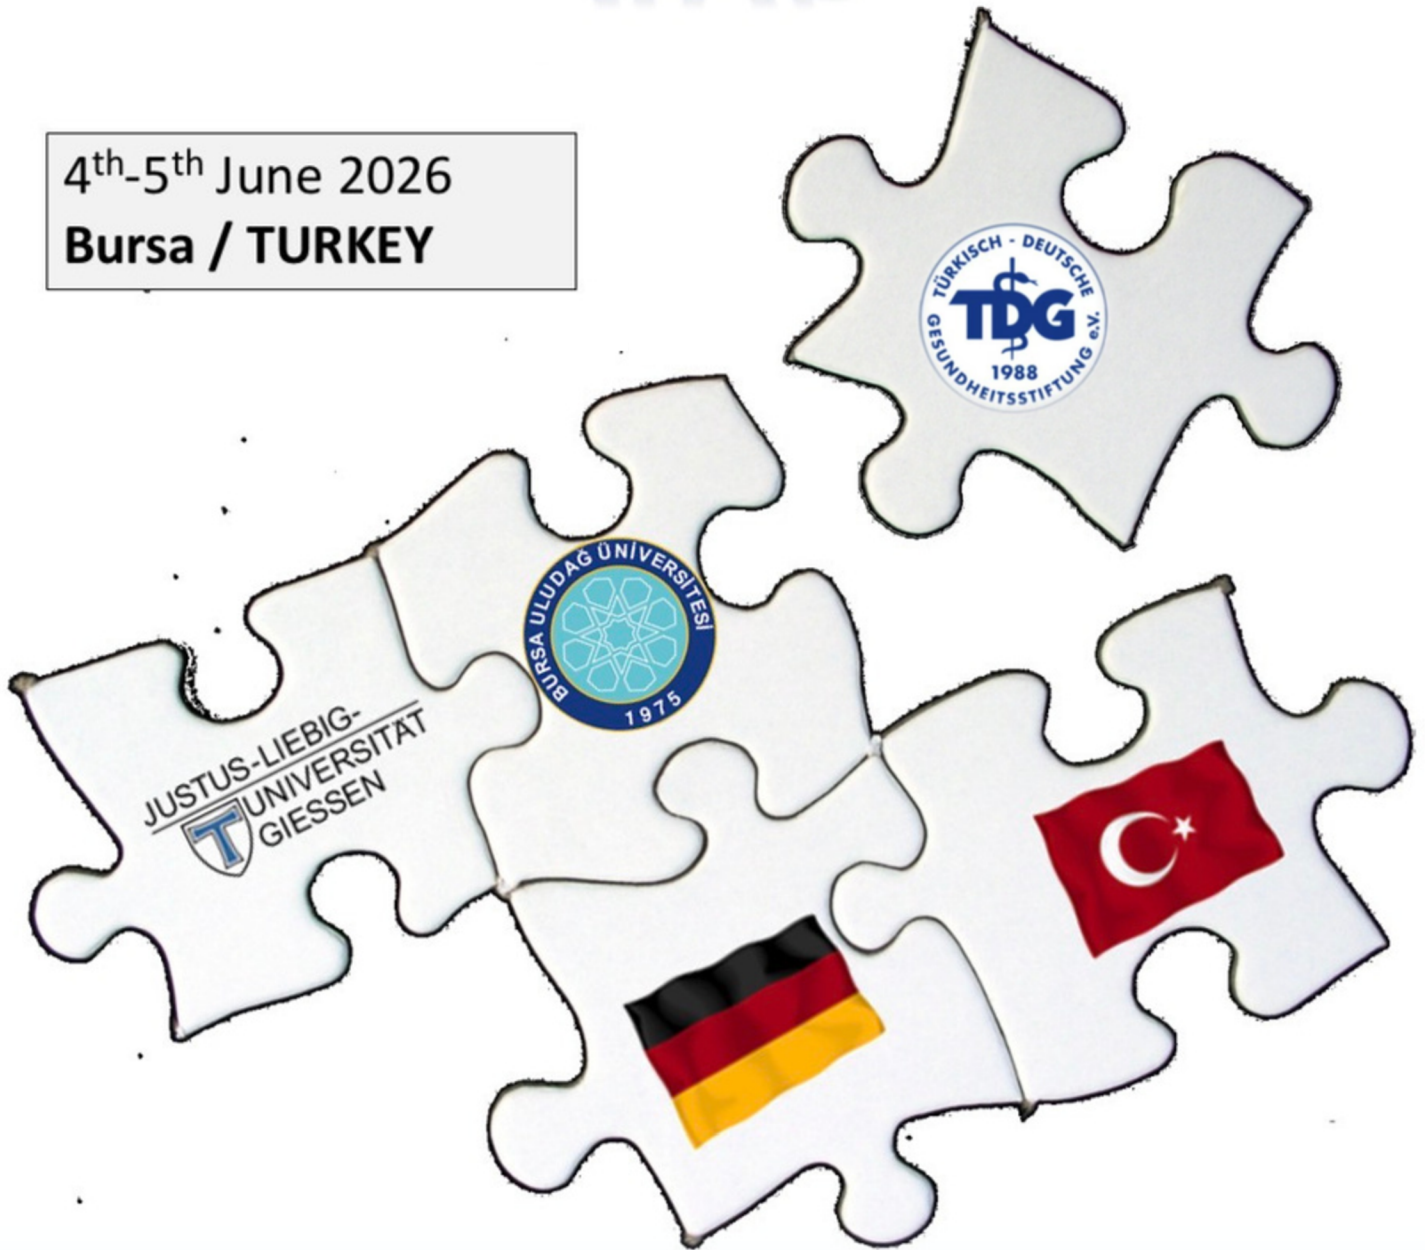 4th-5th June 2026
Bursa / TURKEY
TÜRKISCH - DEUTSCHE
TDG
1988
GESUNDHEITSSTIFTUNG e.V.
BURSA ULUDAĞ ÜNİVERSİTESİ
1975
JUSTUS-LIEBIG-
UNIVERSITÄT
GIESSEN